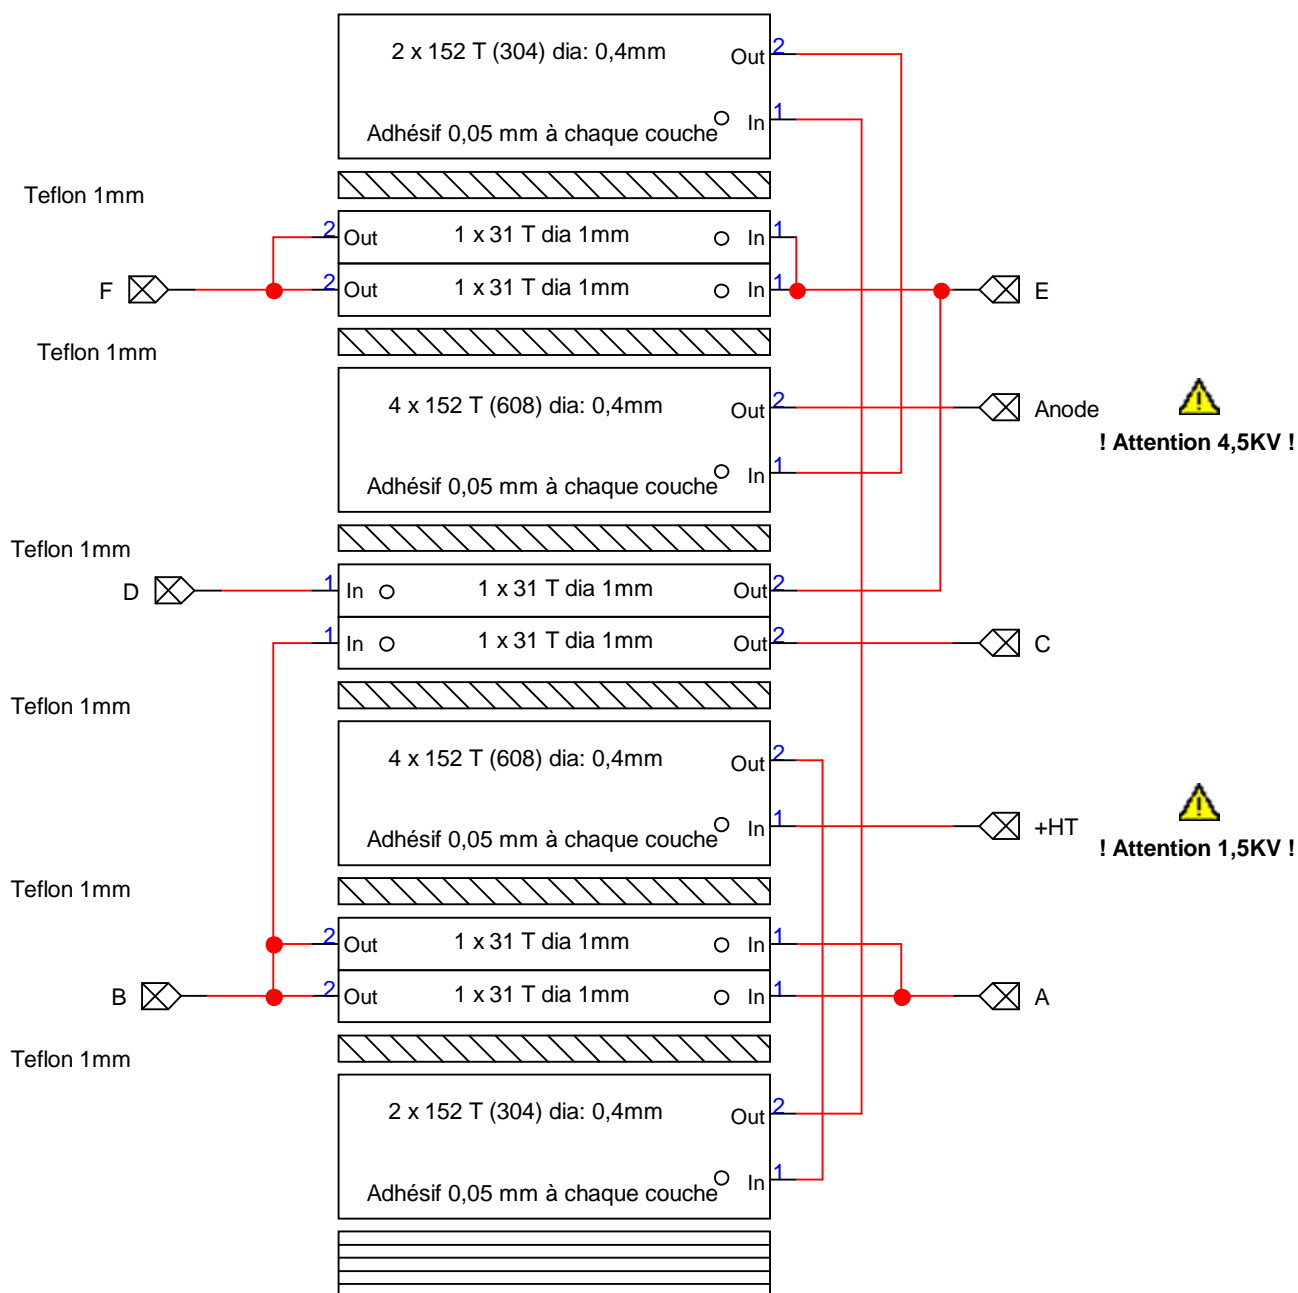 2 x 152 T (304) dia: 0,4mm
Out
2
Adhésif 0,05 mm à chaque couche
In
1
Teflon 1mm
2
Out
1 x 31 T dia 1mm
In
1
F
2
Out
1 x 31 T dia 1mm
In
1
E
Teflon 1mm
4 x 152 T (608) dia: 0,4mm
Out
2
Anode
! Attention 4,5KV !
Adhésif 0,05 mm à chaque couche
In
1
Teflon 1mm
D
1
In
1 x 31 T dia 1mm
Out
2
1
In
1 x 31 T dia 1mm
Out
2
C
Teflon 1mm
4 x 152 T (608) dia: 0,4mm
Out
2
Adhésif 0,05 mm à chaque couche
In
1
+HT
! Attention 1,5KV !
Teflon 1mm
2
Out
1 x 31 T dia 1mm
In
1
B
2
Out
1 x 31 T dia 1mm
In
1
A
Teflon 1mm
2 x 152 T (304) dia: 0,4mm
Out
2
Adhésif 0,05 mm à chaque couche
In
1